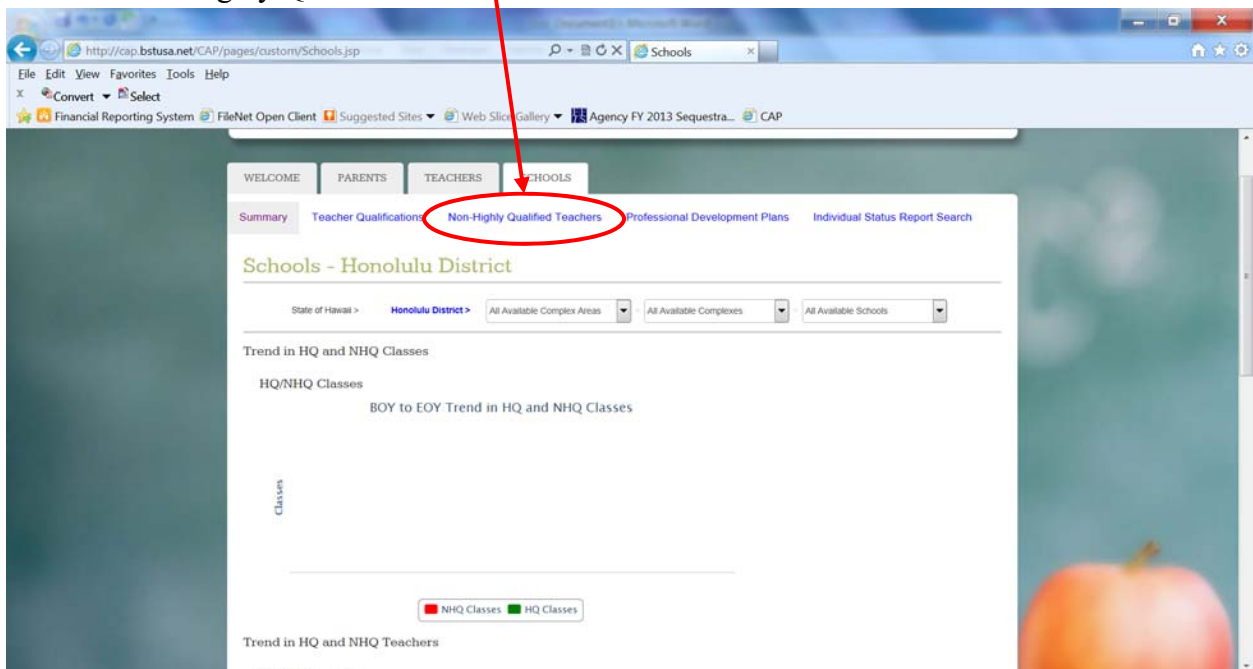 http://cap.bstusa.net/CAP/pages/custom/Schools.jsp
Schools
File Edit View Favorites Tools Help
x Convert Select
Financial Reporting System FileNet Open Client Suggested Sites Web Slice Gallery Agency FY 2013 Sequestra... CAP
WELCOME PARENTS TEACHERS SCHOOLS
Summary Teacher Qualifications Non-Highly Qualified Teachers Professional Development Plans Individual Status Report Search
Schools - Honolulu District
State of Hawaii > Honolulu District > All Available Complex Areas All Available Complexes All Available Schools
Trend in HQ and NHQ Classes
HQ/NHQ Classes
BOY to EOY Trend in HQ and NHQ Classes
Classes
NHQ Classes HQ Classes
Trend in HQ and NHQ Teachers